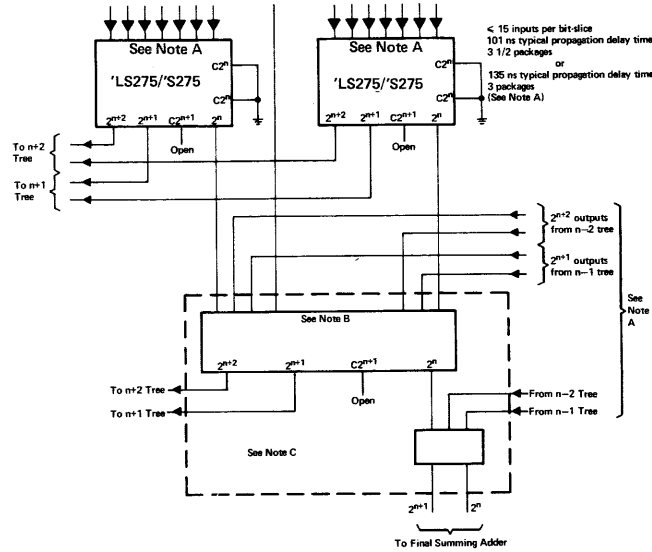 See Note A
C2ⁿ
'LS275/'S275
C2ⁿ
2ⁿ⁺² 2ⁿ⁺¹ C2ⁿ⁺¹ 2ⁿ
Open
See Note A
C2ⁿ
'LS275/'S275
C2ⁿ
2ⁿ⁺² 2ⁿ⁺¹ C2ⁿ⁺¹ 2ⁿ
Open
⩽ 15 inputs per bit-slice
101 ns typical propagation delay time
3 1/2 packages
or
135 ns typical propagation delay time
3 packages
(See Note A)
To n+2
Tree
To n+1
Tree
2ⁿ⁺² outputs
from n−2 tree
2ⁿ⁺¹ outputs
from n−1 tree
See
Note
A
See Note B
2ⁿ⁺² 2ⁿ⁺¹ C2ⁿ⁺¹ 2ⁿ
To n+2 Tree
To n+1 Tree
Open
From n−2 Tree
From n−1 Tree
See Note C
2ⁿ⁺¹ 2ⁿ
To Final Summing Adder